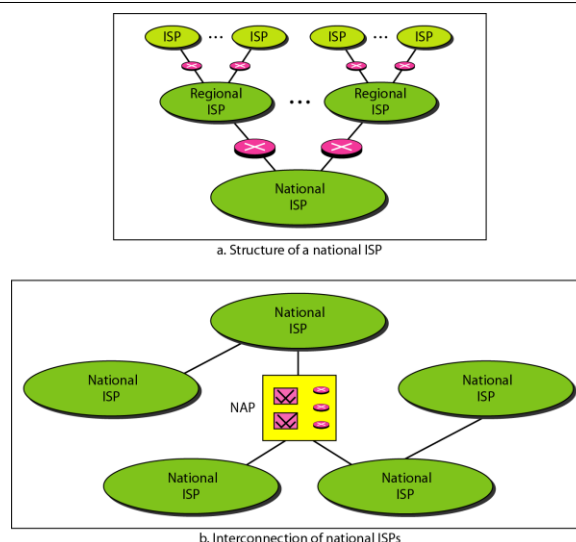 ISP ... ISP ISP ... ISP
Regional
ISP
...
Regional
ISP
National
ISP
a. Structure of a national ISP
National
ISP
National
ISP
National
ISP
NAP
National
ISP
National
ISP
b. Interconnection of national ISPs